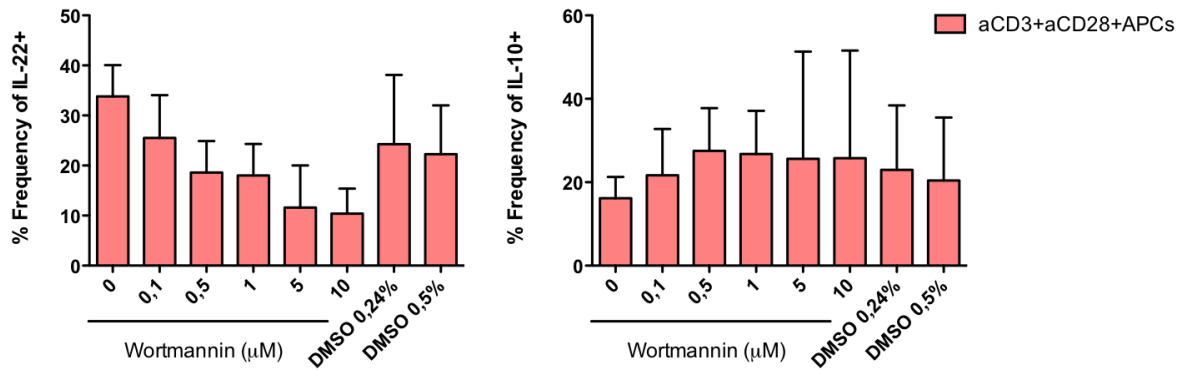 % Frequency of IL-22+
50
40
30
20
10
0
0
0,1
0,5
1
5
10
DMSO 0,24%
DMSO 0,5%
Wortmannin (μM)
% Frequency of IL-10+
60
40
20
0
0
0,1
0,5
1
5
10
DMSO 0,24%
DMSO 0,5%
Wortmannin (μM)
aCD3+aCD28+APCs